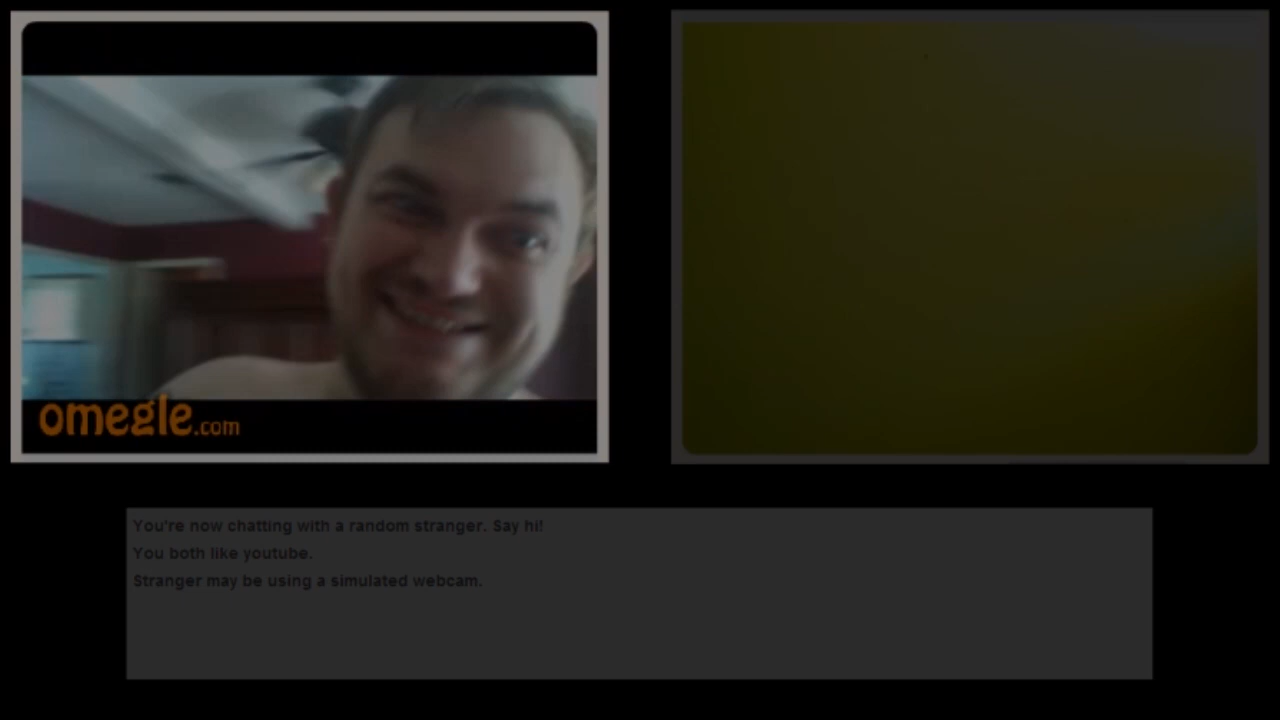 omegle.com
You're now chatting with a random stranger. Say hi!
You both like youtube.
Stranger may be using a simulated webcam.